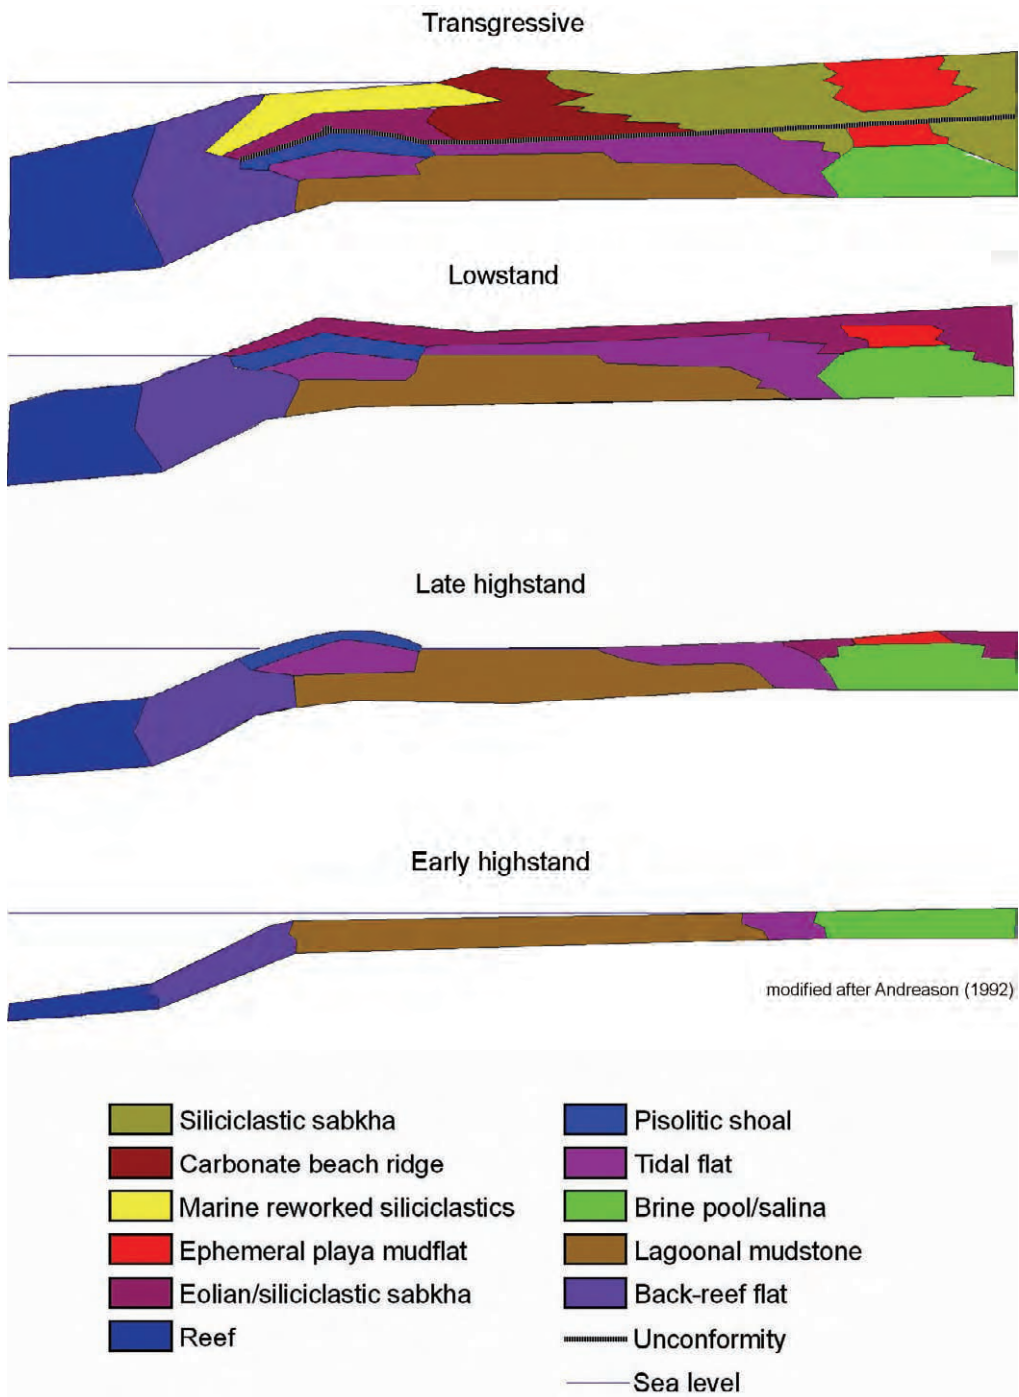 Transgressive
Lowstand
Late highstand
Early highstand
modified after Andreason (1992)
Siliciclastic sabkha
Carbonate beach ridge
Marine reworked siliciclastics
Ephemeral playa mudflat
Eolian/siliciclastic sabkha
Reef
Pisolitic shoal
Tidal flat
Brine pool/salina
Lagoonal mudstone
Back-reef flat
Unconformity
Sea level